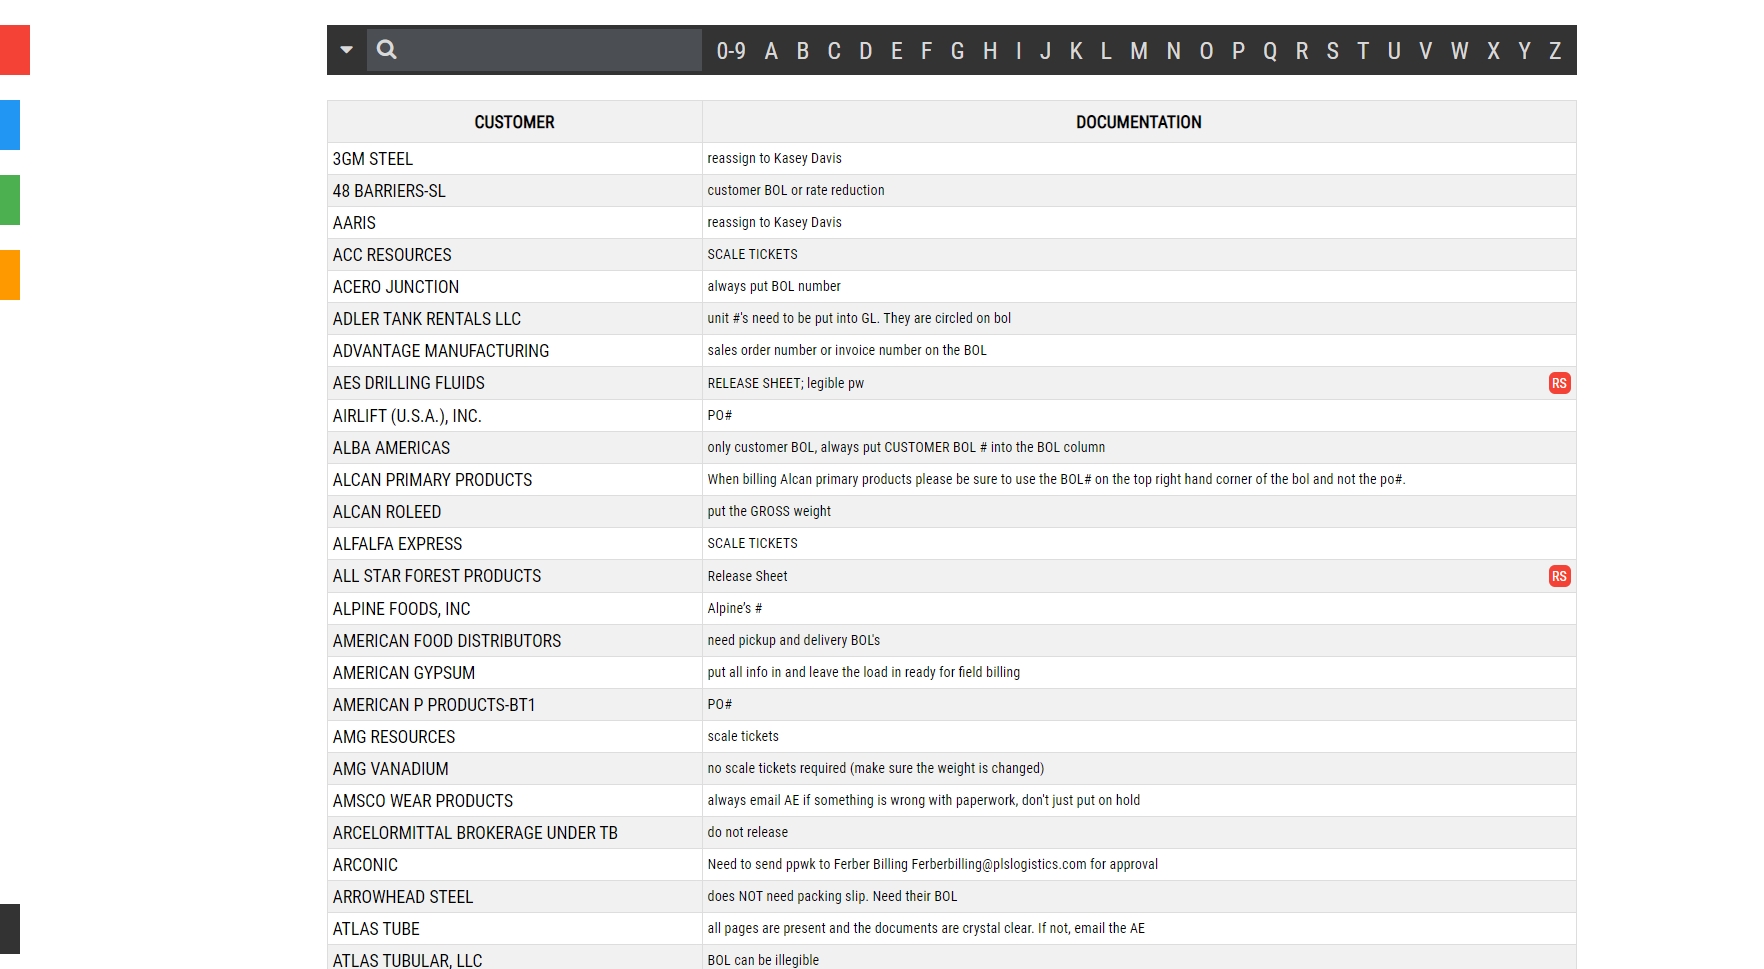 0-9 A B C D E F G H I J K L M N O P Q R S T U V W X Y Z
CUSTOMER DOCUMENTATION
3GM STEEL reassign to Kasey Davis
48 BARRIERS-SL customer BOL or rate reduction
AARIS reassign to Kasey Davis
ACC RESOURCES SCALE TICKETS
ACERO JUNCTION always put BOL number
ADLER TANK RENTALS LLC unit #'s need to be put into GL. They are circled on bol
ADVANTAGE MANUFACTURING sales order number or invoice number on the BOL
AES DRILLING FLUIDS RELEASE SHEET; legible pw RS
AIRLIFT (U.S.A.), INC. PO#
ALBA AMERICAS only customer BOL, always put CUSTOMER BOL # into the BOL column
ALCAN PRIMARY PRODUCTS When billing Alcan primary products please be sure to use the BOL# on the top right hand corner of the bol and not the po#.
ALCAN ROLEED put the GROSS weight
ALFALFA EXPRESS SCALE TICKETS
ALL STAR FOREST PRODUCTS Release Sheet RS
ALPINE FOODS, INC Alpine's #
AMERICAN FOOD DISTRIBUTORS need pickup and delivery BOL's
AMERICAN GYPSUM put all info in and leave the load in ready for field billing
AMERICAN P PRODUCTS-BT1 PO#
AMG RESOURCES scale tickets
AMG VANADIUM no scale tickets required (make sure the weight is changed)
AMSCO WEAR PRODUCTS always email AE if something is wrong with paperwork, don't just put on hold
ARCELORMITTAL BROKERAGE UNDER TB do not release
ARCONIC Need to send ppwk to Ferber Billing Ferberbilling@plslogistics.com for approval
ARROWHEAD STEEL does NOT need packing slip. Need their BOL
ATLAS TUBE all pages are present and the documents are crystal clear. If not, email the AE
ATLAS TUBULAR, LLC BOL can be illegible